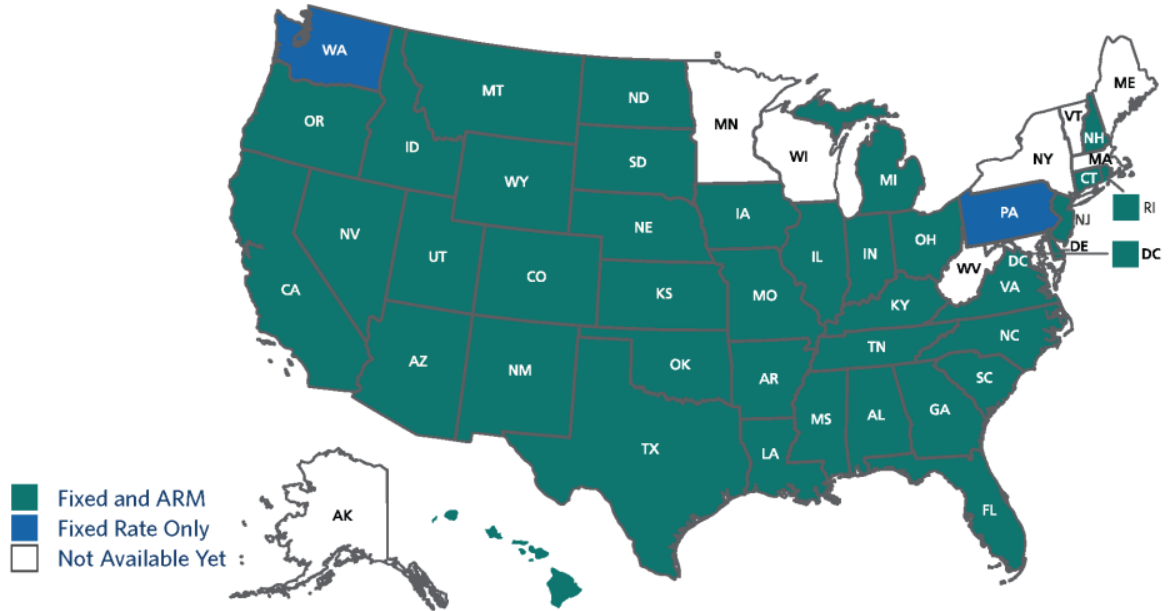 WA
MT
ND
MN
ME
VT
NH
OR
ID
SD
WI
NY
MA
WY
MI
CT
RI
IA
PA
NJ
NE
NV
UT
CO
IL
IN
OH
DE
DC
WV
DC
CA
KS
MO
KY
VA
AZ
NM
OK
AR
TN
NC
SC
MS
AL
GA
TX
LA
FL
AK
Fixed and ARM
Fixed Rate Only
Not Available Yet